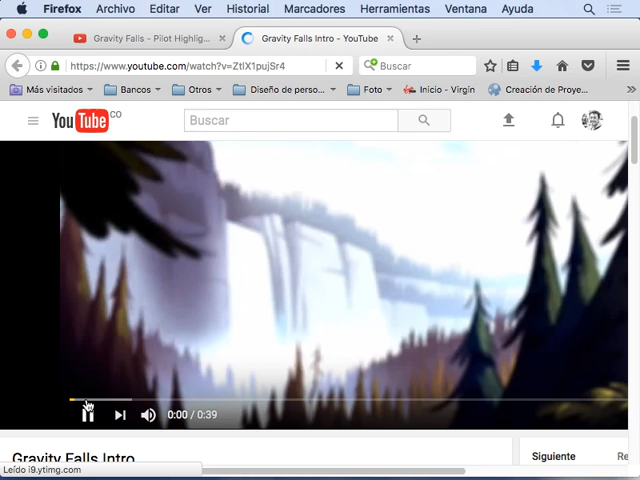 Firefox Archivo Editar Ver Historial Marcadores Herramientas Ventana Ayuda
Gravity Falls - Pilot Highlig...
Gravity Falls Intro - YouTube
https://www.youtube.com/watch?v=ZtlX1pujSr4
Buscar
Más visitados Bancos Otros Diseño de perso... Foto Inicio - Virgin Creación de Proye...
YouTube CO
Buscar
0:00 / 0:39
Gravity Falls Intro
Siguiente
Re
Leído i9.ytimg.com